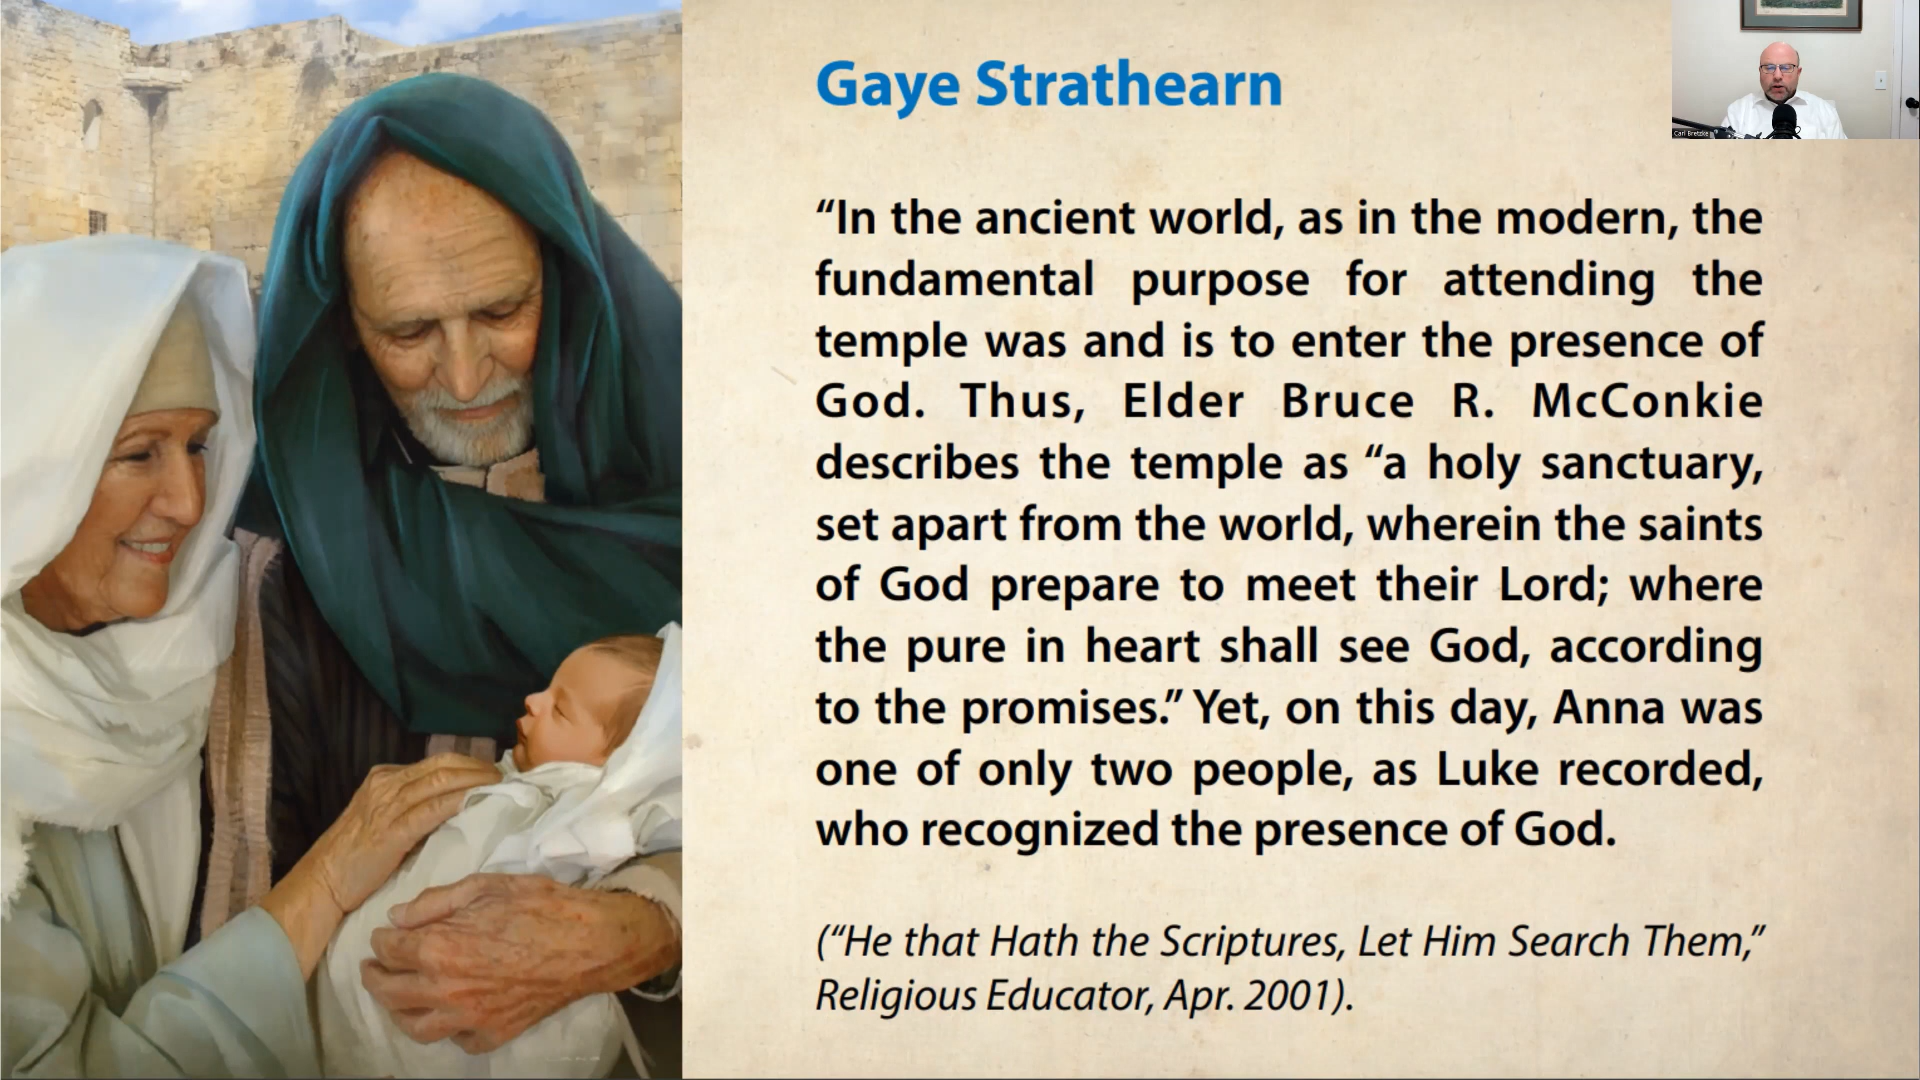 Gaye Strathearn
Carl Bretzke
“In the ancient world, as in the modern, the
fundamental purpose for attending the
temple was and is to enter the presence of
God. Thus, Elder Bruce R. McConkie
describes the temple as “a holy sanctuary,
set apart from the world, wherein the saints
of God prepare to meet their Lord; where
the pure in heart shall see God, according
to the promises.” Yet, on this day, Anna was
one of only two people, as Luke recorded,
who recognized the presence of God.
(“He that Hath the Scriptures, Let Him Search Them,”
Religious Educator, Apr. 2001).